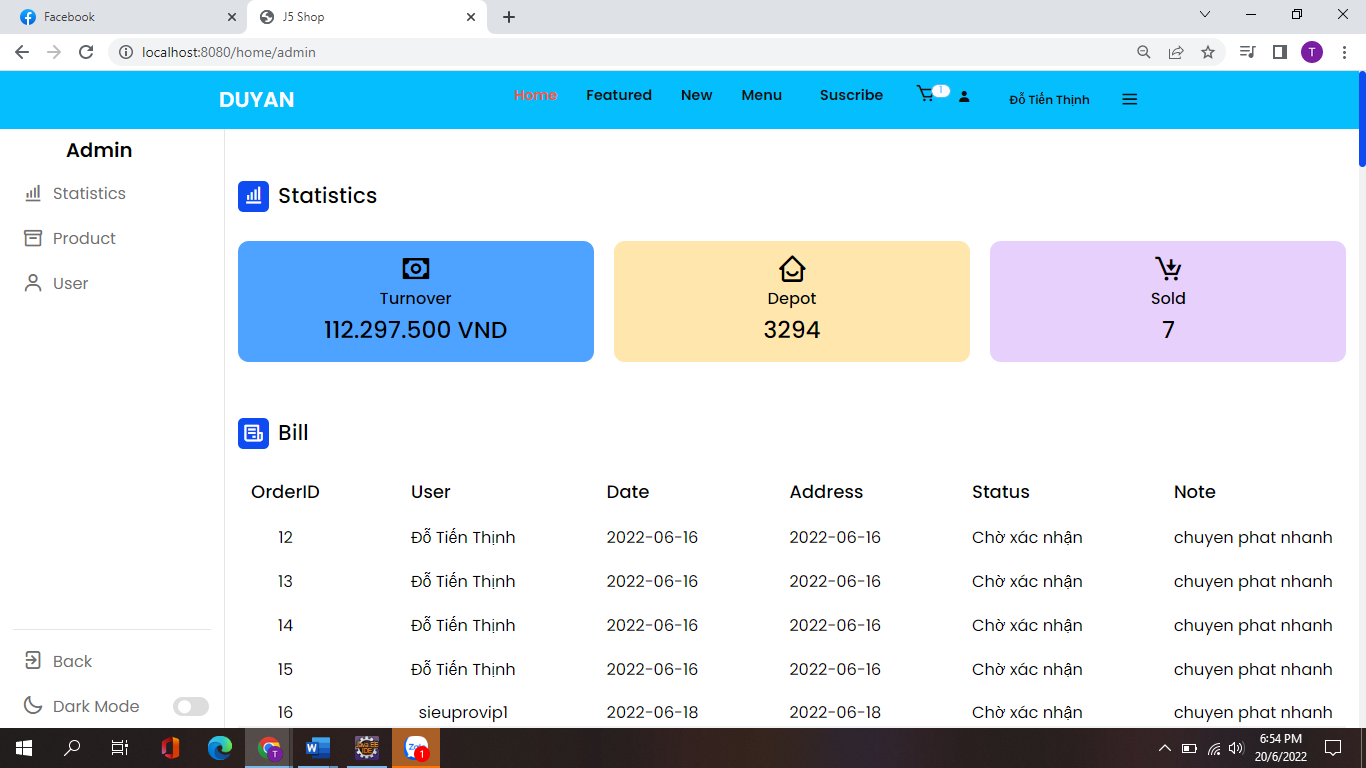 Facebook
J5 Shop
localhost:8080/home/admin
T
DUYAN
Home Featured New Menu Suscribe 1 Đỗ Tiến Thịnh
Admin
Statistics
Product
User
Back
Dark Mode
Statistics
Turnover
112.297.500 VND
Depot
3294
Sold
7
Bill
OrderID User Date Address Status Note
12 Đỗ Tiến Thịnh 2022-06-16 2022-06-16 Chờ xác nhận chuyen phat nhanh
13 Đỗ Tiến Thịnh 2022-06-16 2022-06-16 Chờ xác nhận chuyen phat nhanh
14 Đỗ Tiến Thịnh 2022-06-16 2022-06-16 Chờ xác nhận chuyen phat nhanh
15 Đỗ Tiến Thịnh 2022-06-16 2022-06-16 Chờ xác nhận chuyen phat nhanh
16 sieuprovip1 2022-06-18 2022-06-18 Chờ xác nhận chuyen phat nhanh
T
W
Java EE
IDE
1
6:54 PM
20/6/2022